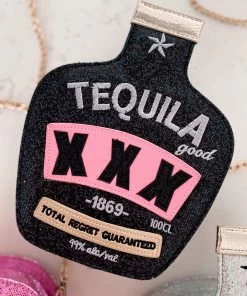 TEQUILA
good
XXX
-1869-
100CL
TOTAL REGRET GUARANTEED
99% alc/vol.